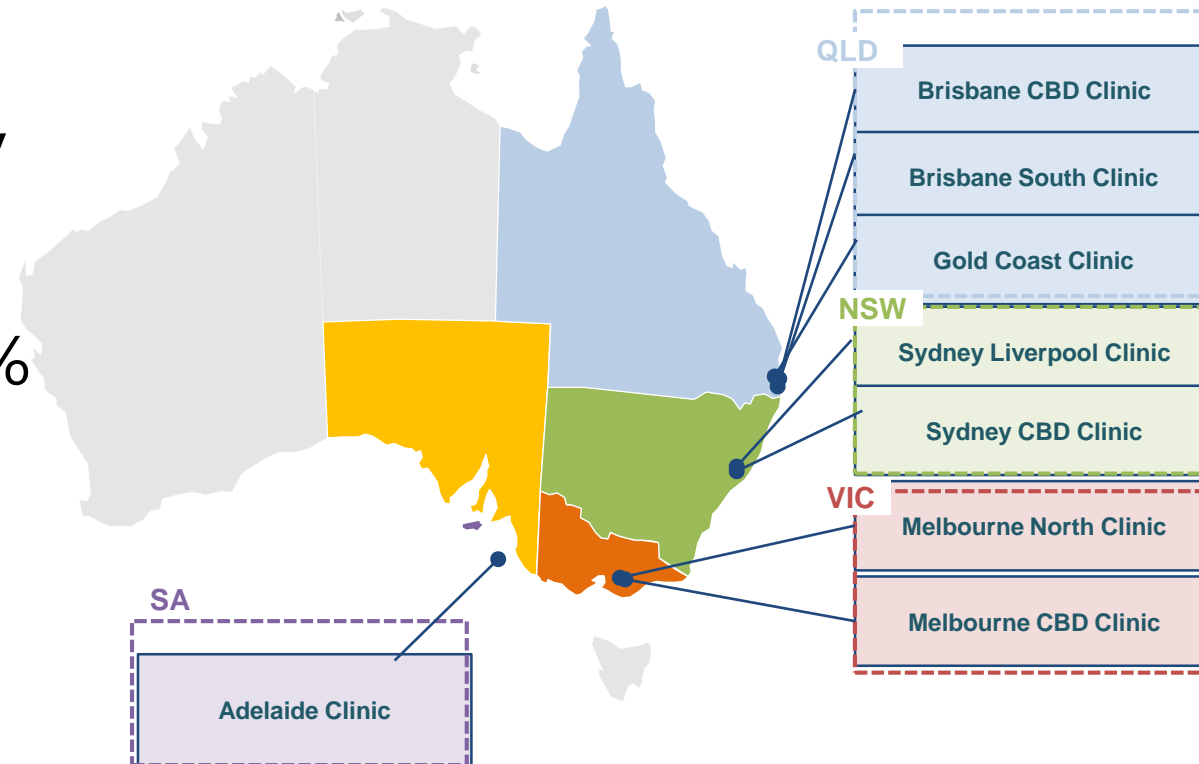 QLD
Brisbane CBD Clinic
Brisbane South Clinic
Gold Coast Clinic
%
NSW
Sydney Liverpool Clinic
Sydney CBD Clinic
VIC
Melbourne North Clinic
Melbourne CBD Clinic
SA
Adelaide Clinic